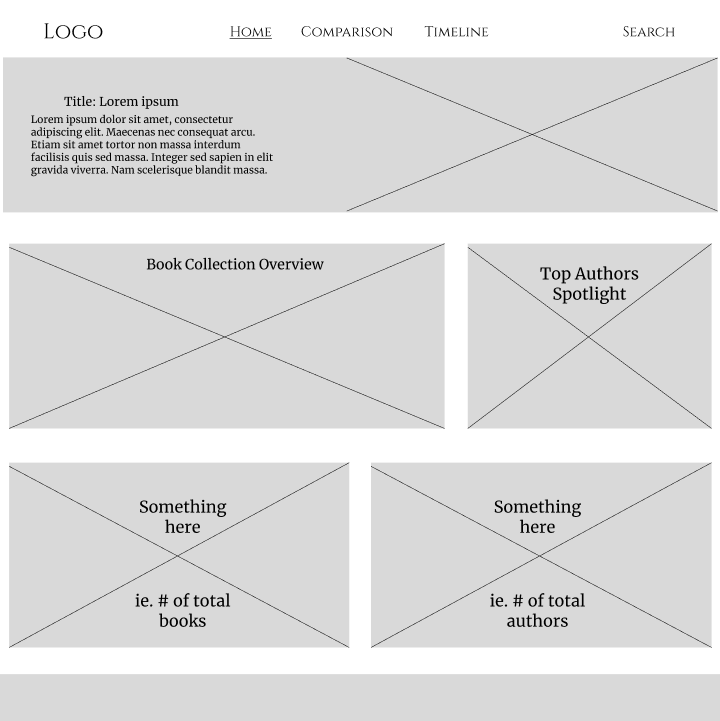 Logo
Home Comparison Timeline Search
Title: Lorem ipsum
Lorem ipsum dolor sit amet, consectetur
adipiscing elit. Maecenas nec consequat arcu.
Etiam sit amet tortor non massa interdum
facilisis quis sed massa. Integer sed sapien in elit
gravida viverra. Nam scelerisque blandit massa.
Book Collection Overview
Top Authors
Spotlight
Something
here
ie. # of total
books
Something
here
ie. # of total
authors